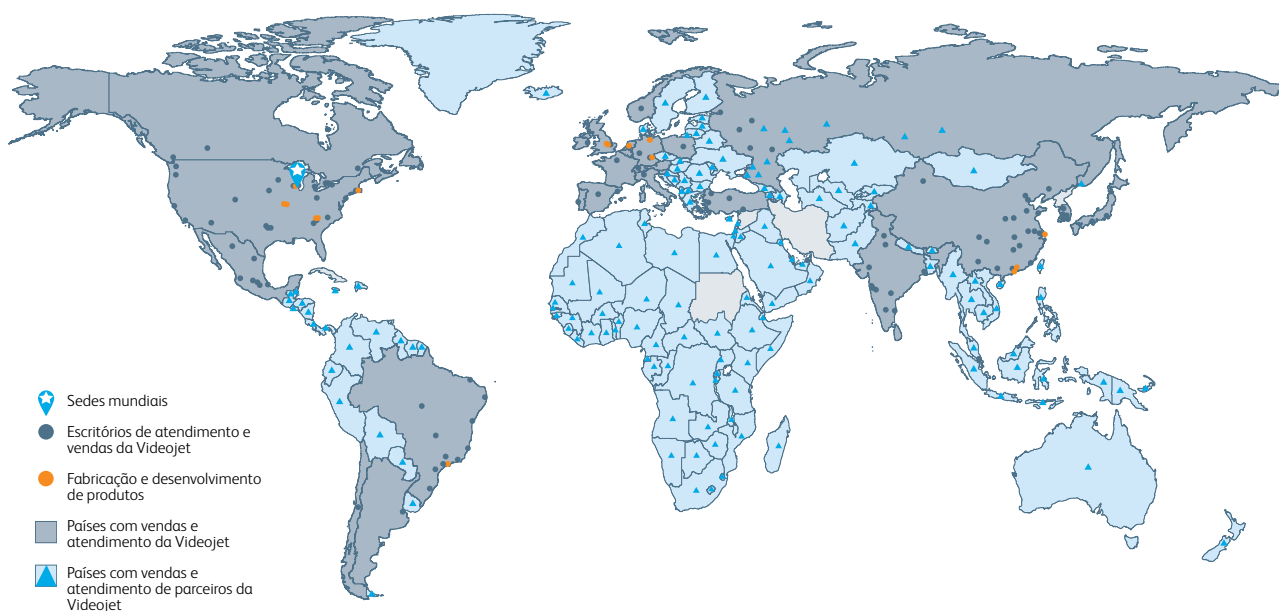 Sedes mundiais
Escritórios de atendimento e
vendas da Videojet
Fabricação e desenvolvimento
de produtos
Países com vendas e
atendimento da Videojet
Países com vendas e
atendimento de parceiros da
Videojet